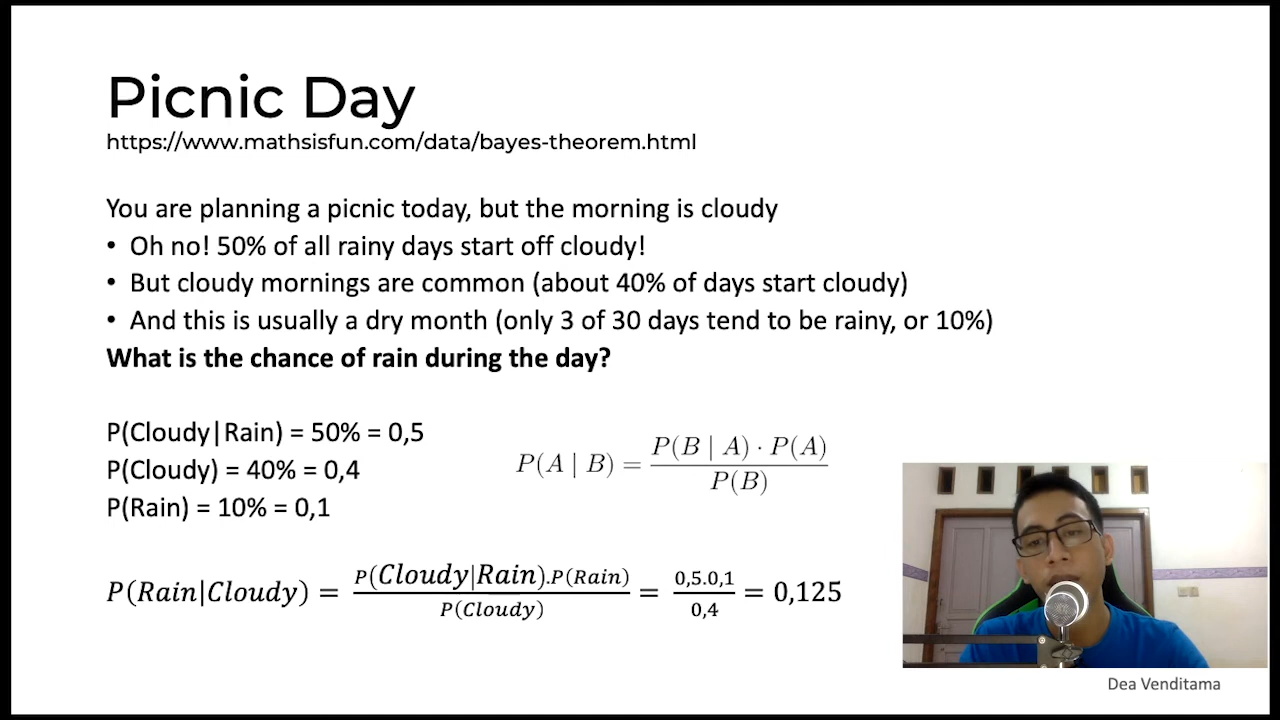 Picnic Day
https://www.mathsisfun.com/data/bayes-theorem.html
You are planning a picnic today, but the morning is cloudy
• Oh no! 50% of all rainy days start off cloudy!
• But cloudy mornings are common (about 40% of days start cloudy)
• And this is usually a dry month (only 3 of 30 days tend to be rainy, or 10%)
What is the chance of rain during the day?
P(Cloudy|Rain) = 50% = 0,5
P(Cloudy) = 40% = 0,4
P(Rain) = 10% = 0,1
P(A | B) = P(B | A) · P(A) / P(B)
P(Rain|Cloudy) = P(Cloudy|Rain).P(Rain) / P(Cloudy) = 0,5.0,1 / 0,4 = 0,125
Dea Venditama